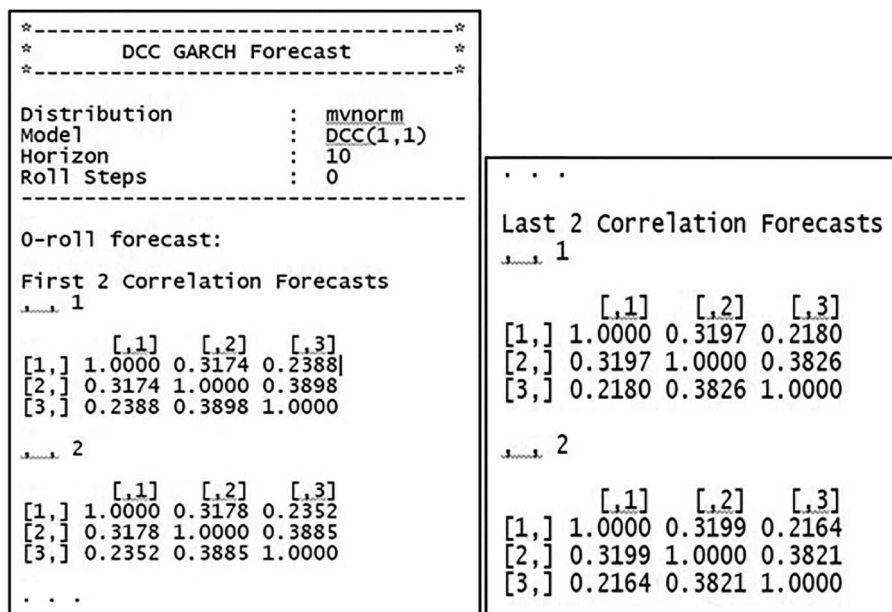 *-----------------------------------*
*        DCC GARCH Forecast         *
*-----------------------------------*
Distribution : mvnorm
Model : DCC(1,1)
Horizon : 10
Roll Steps : 0
-------------------------------------
0-roll forecast:
First 2 Correlation Forecasts
, , 1
[,1] [,2] [,3]
[1,] 1.0000 0.3174 0.2388
[2,] 0.3174 1.0000 0.3898
[3,] 0.2388 0.3898 1.0000
, , 2
[,1] [,2] [,3]
[1,] 1.0000 0.3178 0.2352
[2,] 0.3178 1.0000 0.3885
[3,] 0.2352 0.3885 1.0000
. . .
. . .
Last 2 Correlation Forecasts
, , 1
[,1] [,2] [,3]
[1,] 1.0000 0.3197 0.2180
[2,] 0.3197 1.0000 0.3826
[3,] 0.2180 0.3826 1.0000
, , 2
[,1] [,2] [,3]
[1,] 1.0000 0.3199 0.2164
[2,] 0.3199 1.0000 0.3821
[3,] 0.2164 0.3821 1.0000